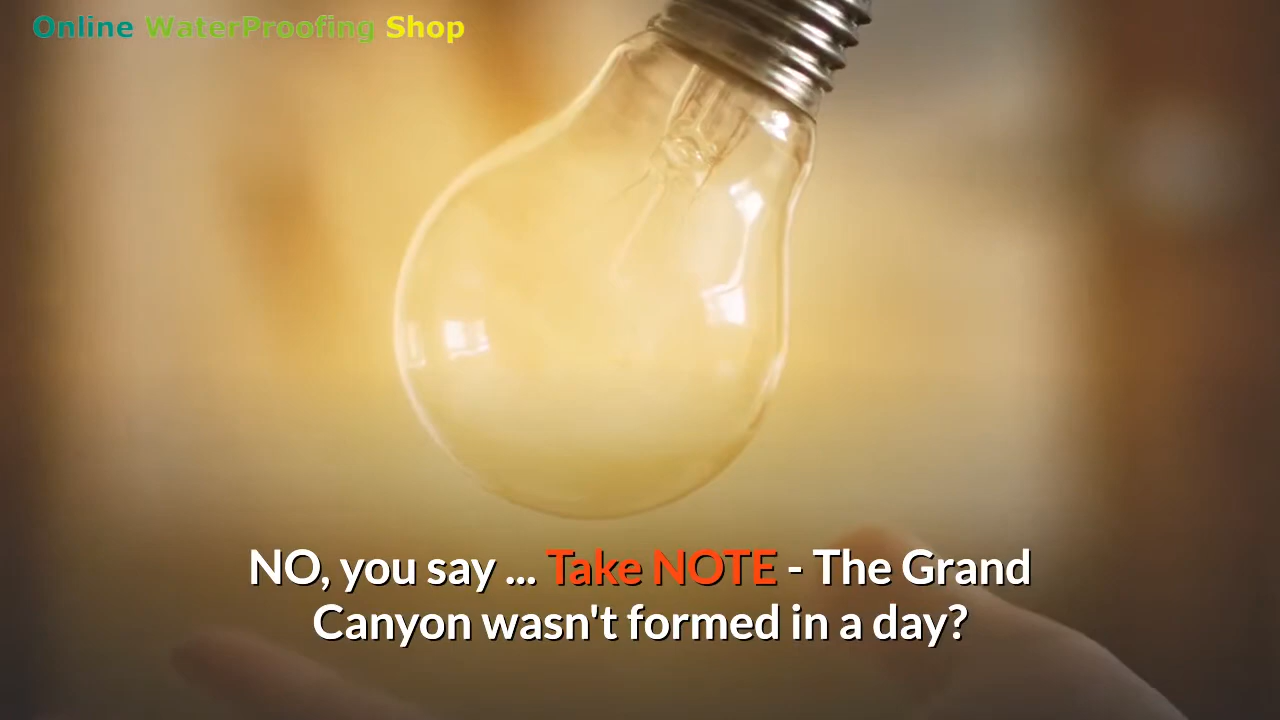 Online WaterProofing Shop
NO, you say ... Take NOTE - The Grand
Canyon wasn't formed in a day?